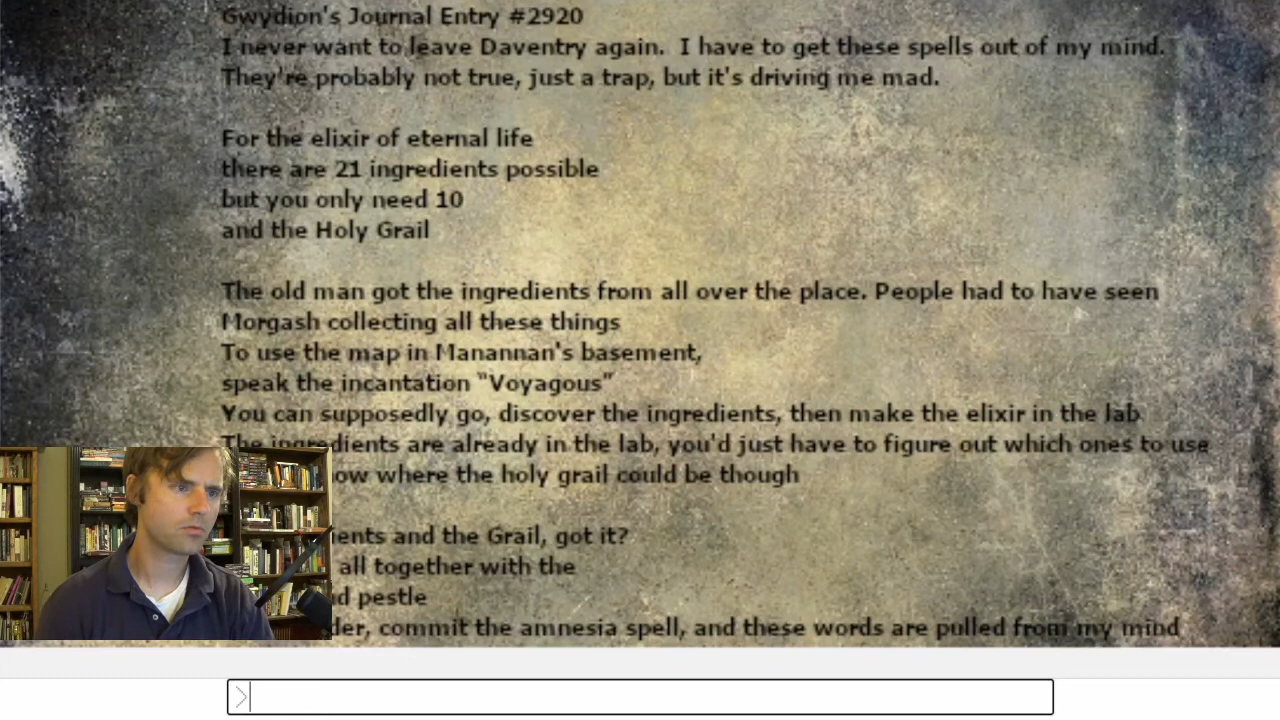 Gwydion's Journal Entry #2920
I never want to leave Daventry again. I have to get these spells out of my mind.
They're probably not true, just a trap, but it's driving me mad.
For the elixir of eternal life
there are 21 ingredients possible
but you only need 10
and the Holy Grail
The old man got the ingredients from all over the place. People had to have seen
Morgash collecting all these things
To use the map in Manannan's basement,
speak the incantation "Voyagous"
You can supposedly go, discover the ingredients, then make the elixir in the lab
The ingredients are already in the lab, you'd just have to figure out which ones to use
where the holy grail could be though
and the Grail, got it?
all together with the
pestle
commit the amnesia spell, and these words are pulled from my mind
>